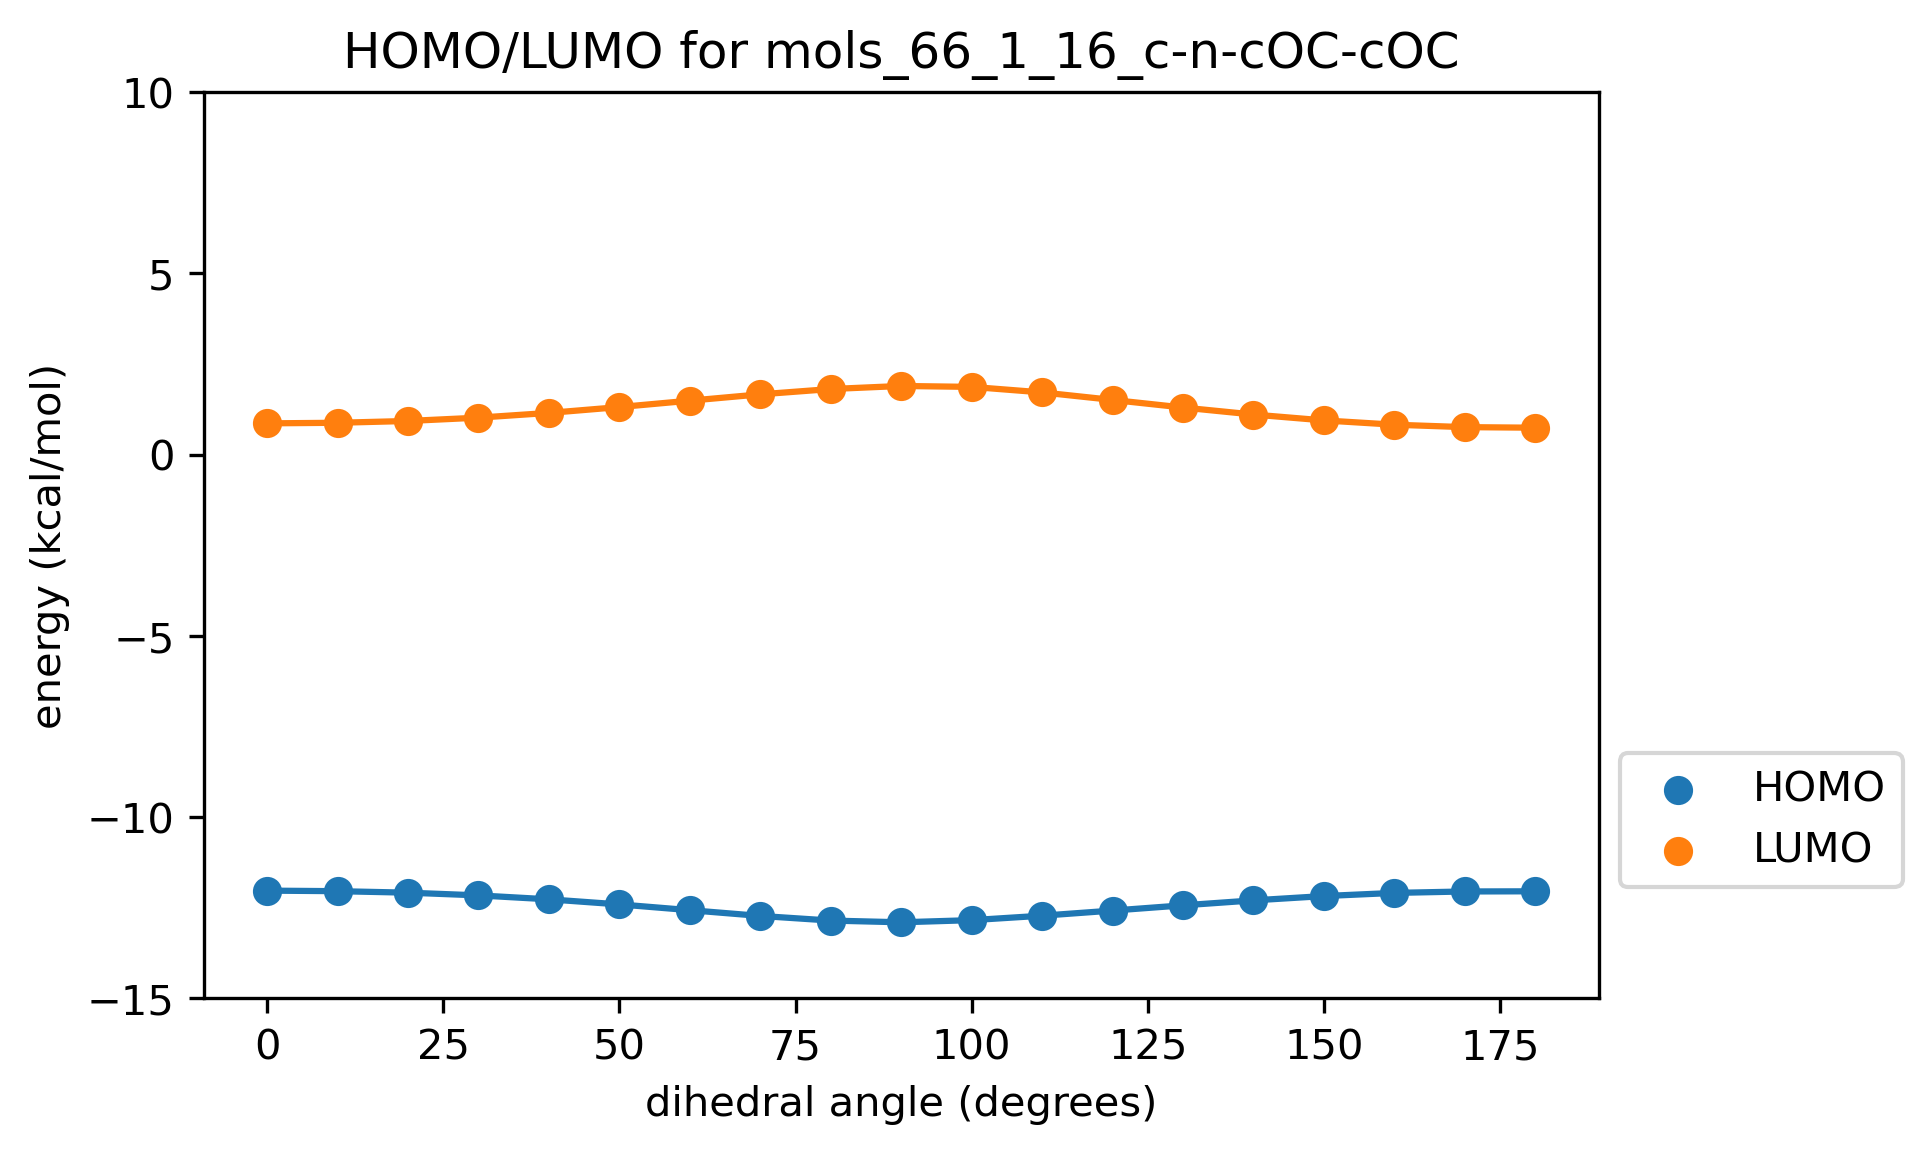 HOMO/LUMO for mols_66_1_16_c-n-cOC-cOC
10
5
0
−5
−10
−15
energy (kcal/mol)
0 25 50 75 100 125 150 175
dihedral angle (degrees)
HOMO
LUMO